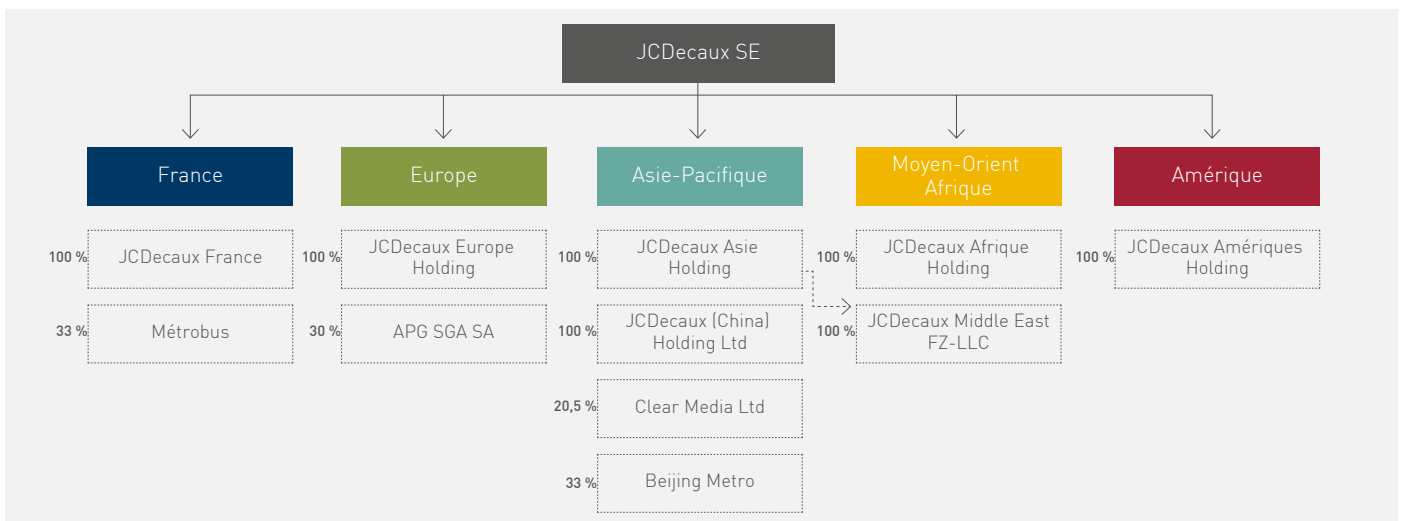 JCDecaux SE
France
Europe
Asie-Pacifique
Moyen-Orient
Afrique
Amérique
100 %
JCDecaux France
100 %
JCDecaux Europe
Holding
100 %
JCDecaux Asie
Holding
100 %
JCDecaux Afrique
Holding
100 %
JCDecaux Amériques
Holding
33 %
Métrobus
30 %
APG SGA SA
100 %
JCDecaux (China)
Holding Ltd
100 %
JCDecaux Middle East
FZ-LLC
20,5 %
Clear Media Ltd
33 %
Beijing Metro